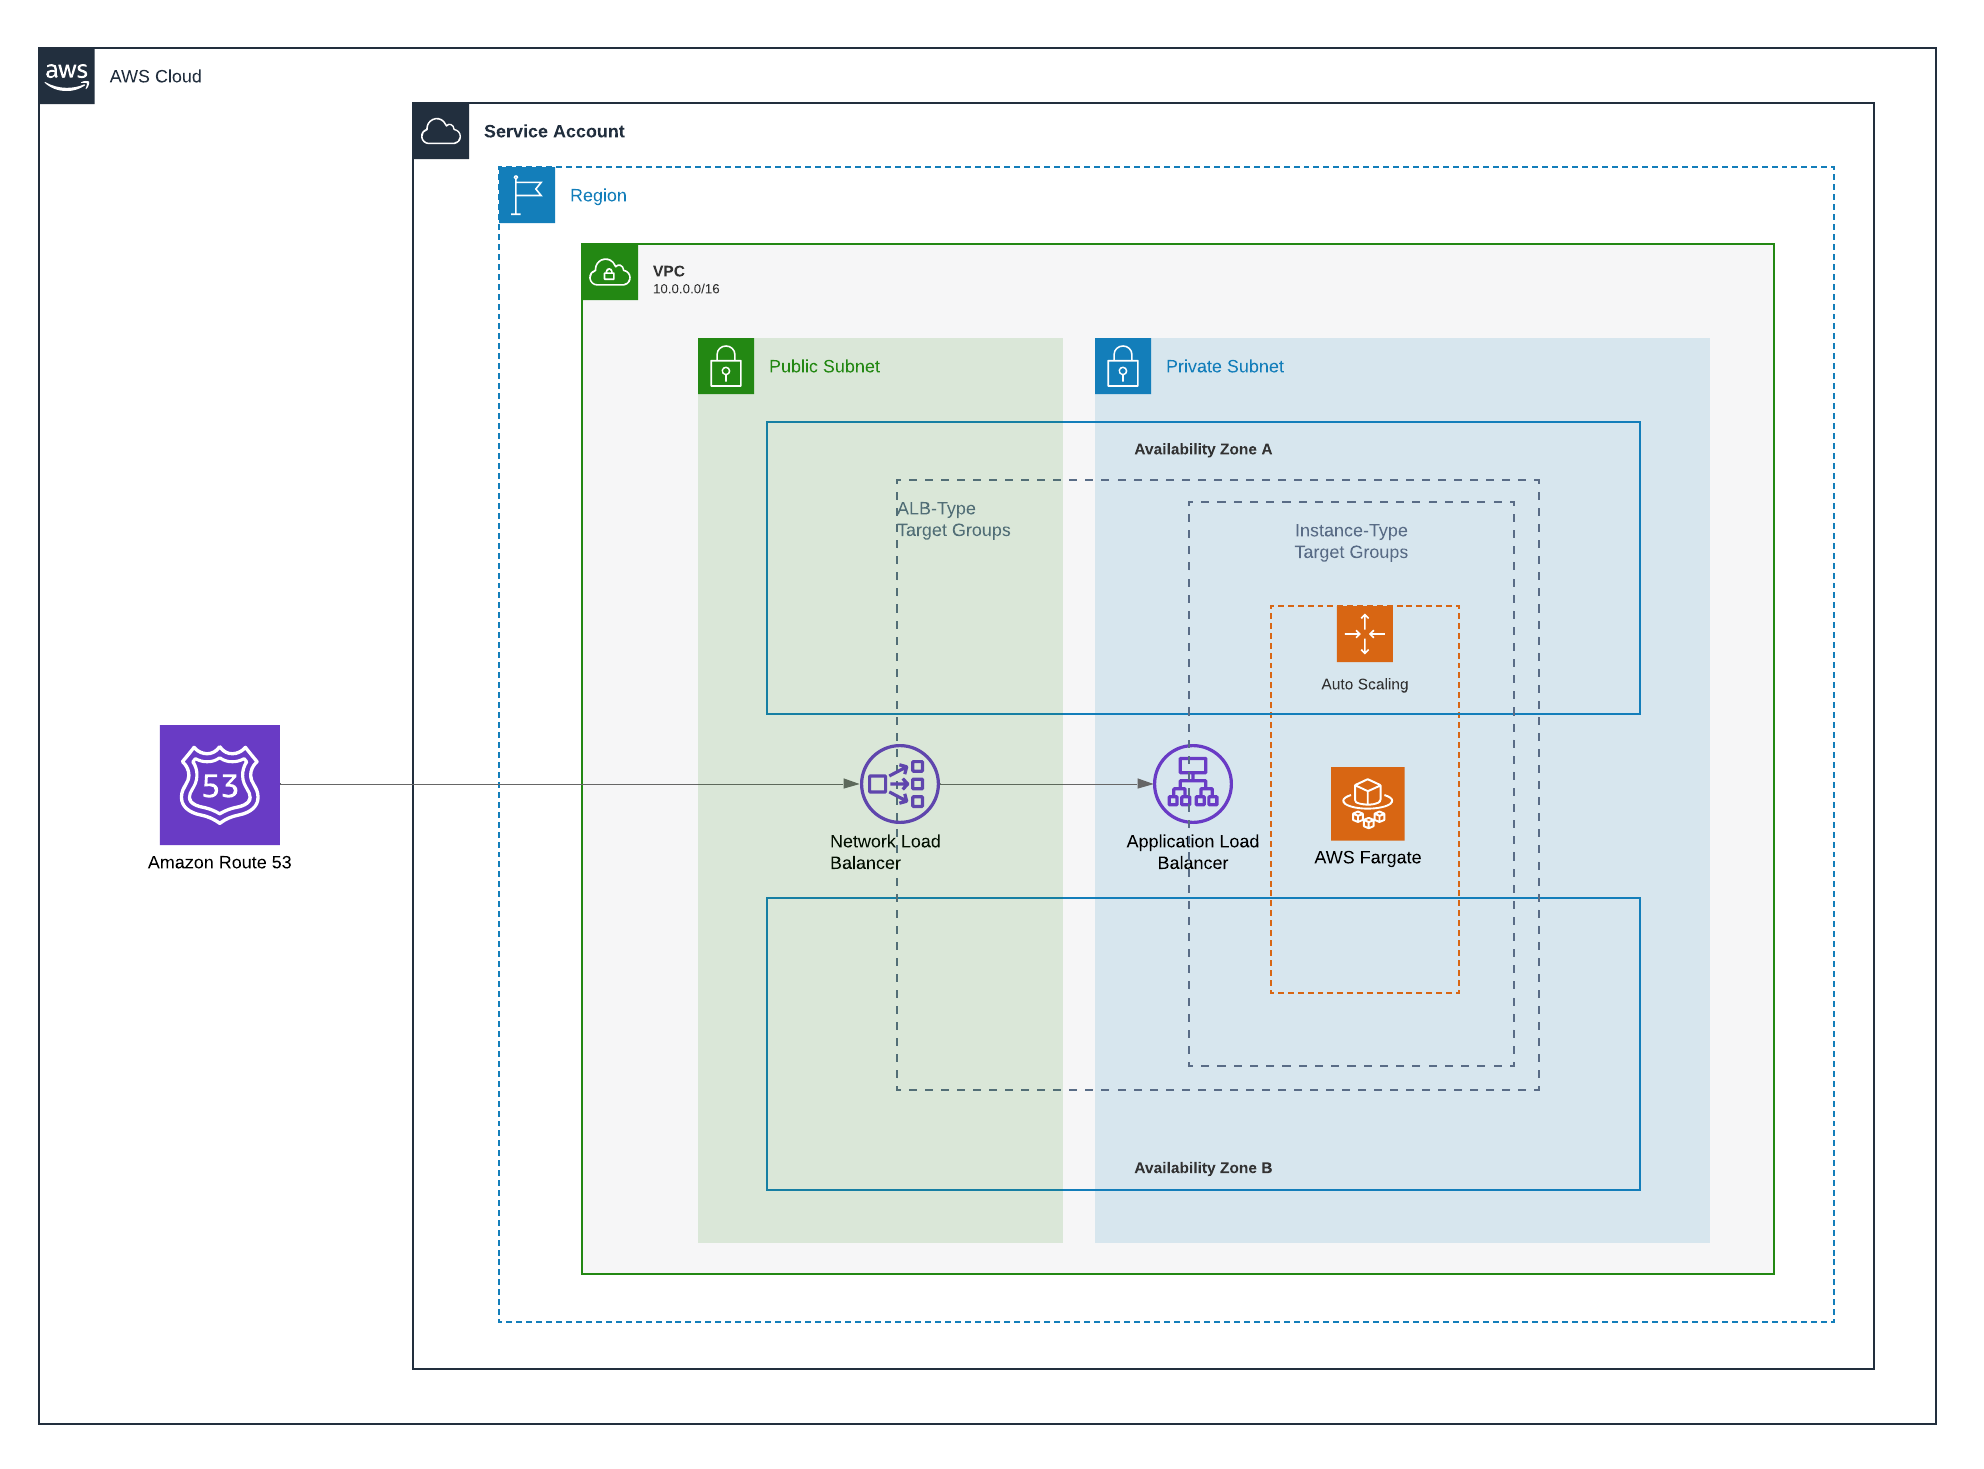 aws
AWS Cloud
Service Account
Region
VPC
10.0.0.0/16
Public Subnet
Private Subnet
Availability Zone A
ALB-Type
Target Groups
Instance-Type
Target Groups
Auto Scaling
53
Amazon Route 53
Network Load
Balancer
Application Load
Balancer
AWS Fargate
Availability Zone B